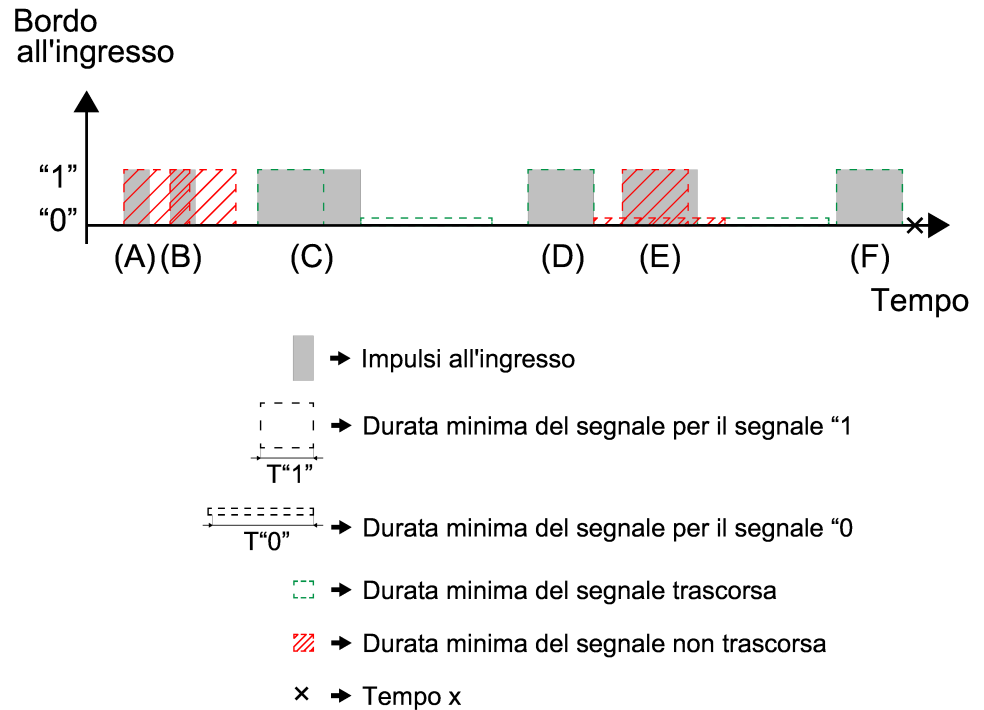 Bordo
all'ingresso
“1”
“0”
(A) (B) (C) (D) (E) (F)
Tempo
Impulsi all'ingresso
Durata minima del segnale per il segnale “1
T“1”
Durata minima del segnale per il segnale “0
T“0”
Durata minima del segnale trascorsa
Durata minima del segnale non trascorsa
Tempo x